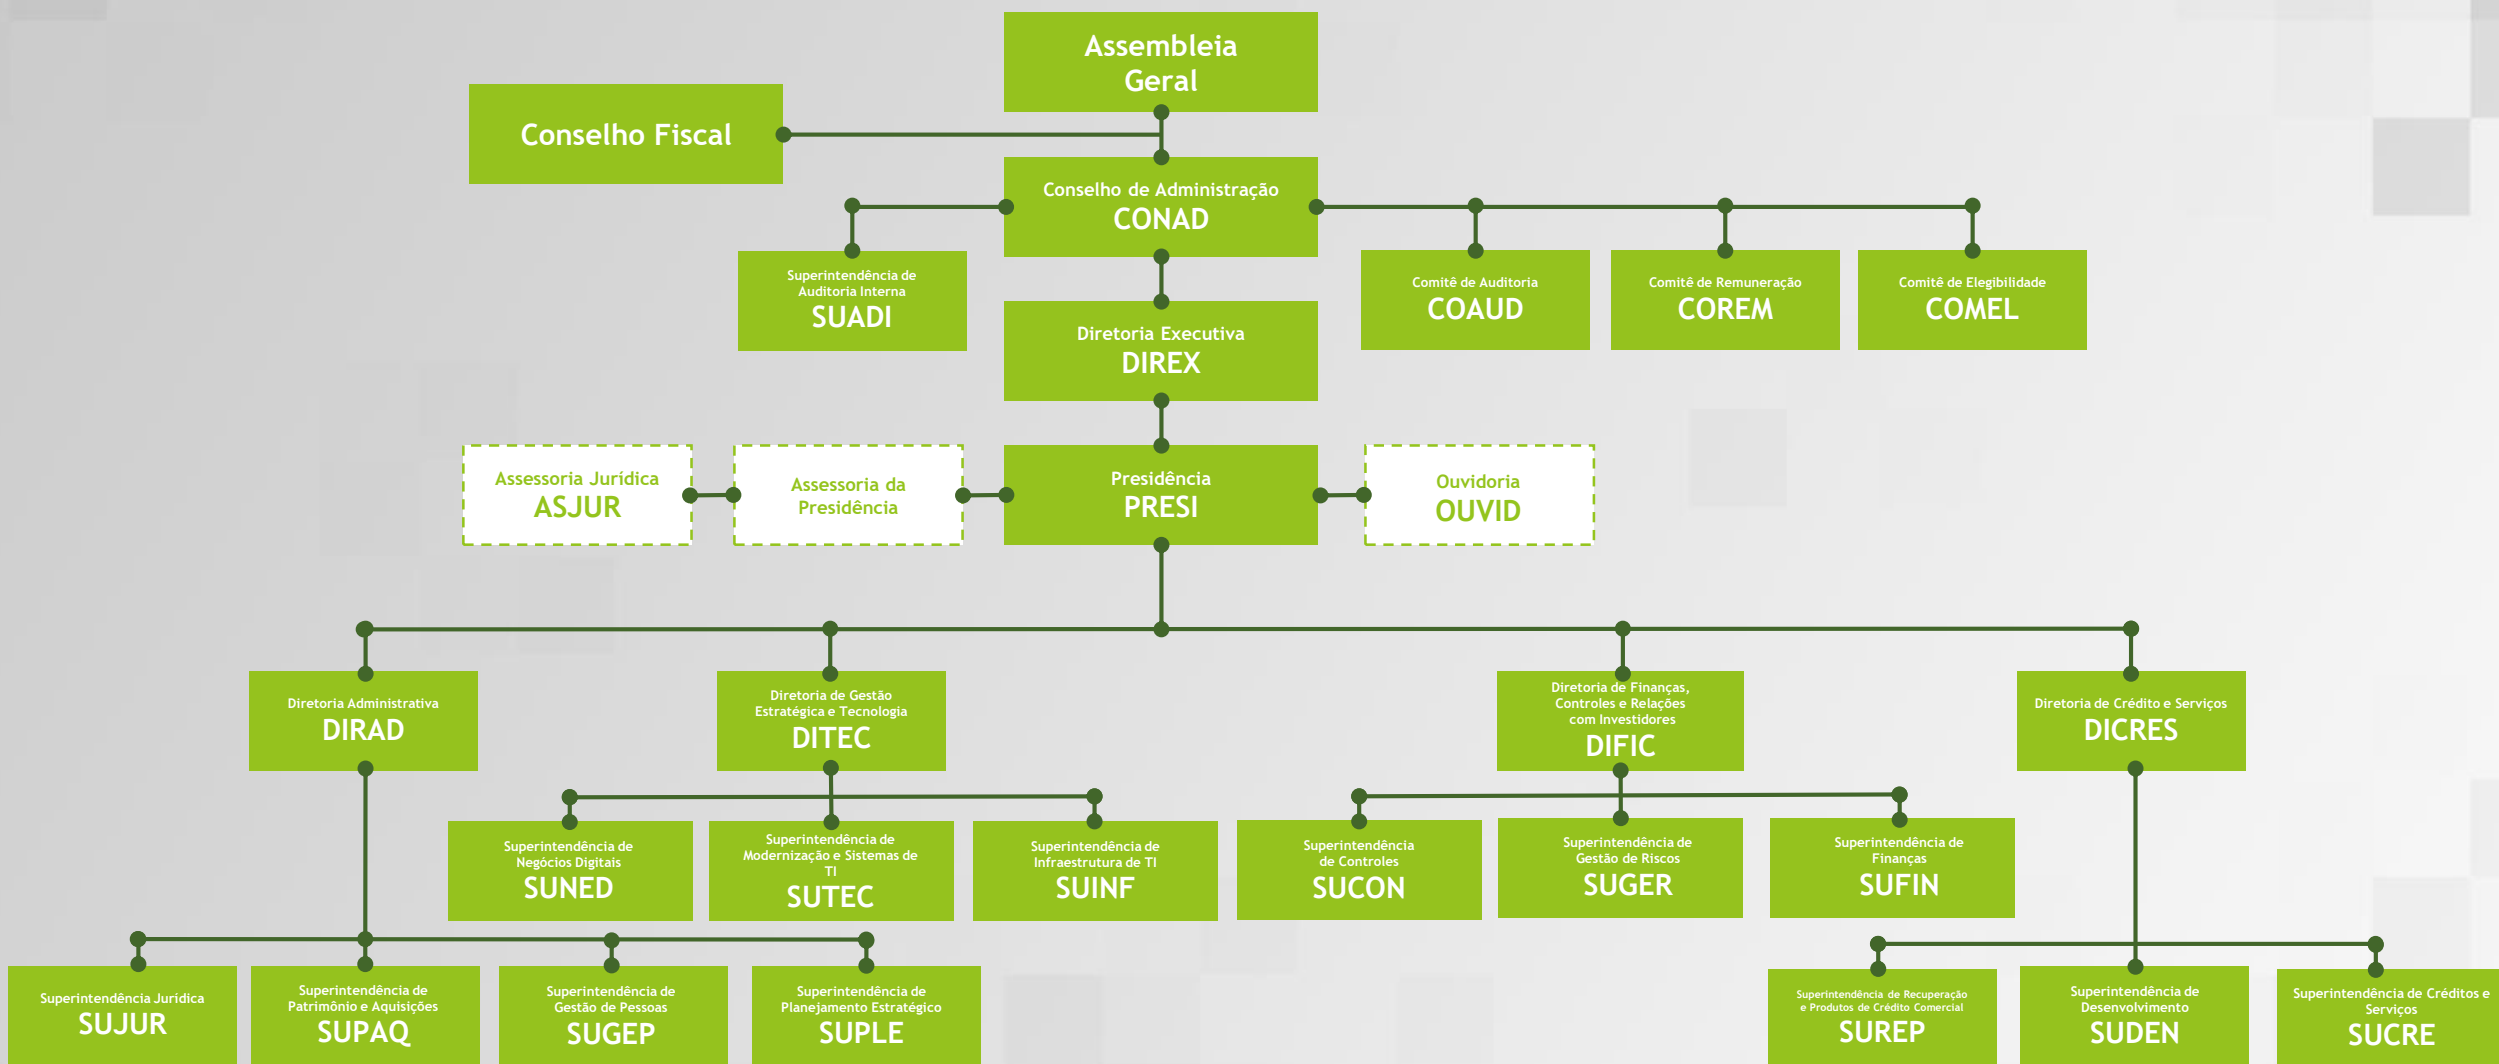 Assembleia
Geral
Conselho Fiscal
Conselho de Administração
CONAD
Superintendência de
Auditoria Interna
SUADI
Comitê de Auditoria
COAUD
Comitê de Remuneração
COREM
Comitê de Elegibilidade
COMEL
Diretoria Executiva
DIREX
Assessoria Jurídica
ASJUR
Assessoria da
Presidência
Presidência
PRESI
Ouvidoria
OUVID
Diretoria Administrativa
DIRAD
Diretoria de Gestão
Estratégica e Tecnologia
DITEC
Diretoria de Finanças,
Controles e Relações
com Investidores
DIFIC
Diretoria de Crédito e Serviços
DICRES
Superintendência de
Negócios Digitais
SUNED
Superintendência de
Modernização e Sistemas de
TI
SUTEC
Superintendência de
Infraestrutura de TI
SUINF
Superintendência
de Controles
SUCON
Superintendência de
Gestão de Riscos
SUGER
Superintendência de
Finanças
SUFIN
Superintendência Jurídica
SUJUR
Superintendência de
Patrimônio e Aquisições
SUPAQ
Superintendência de
Gestão de Pessoas
SUGEP
Superintendência de
Planejamento Estratégico
SUPLE
Superintendência de Recuperação
e Produtos de Crédito Comercial
SUREP
Superintendência de
Desenvolvimento
SUDEN
Superintendência de Créditos e
Serviços
SUCRE